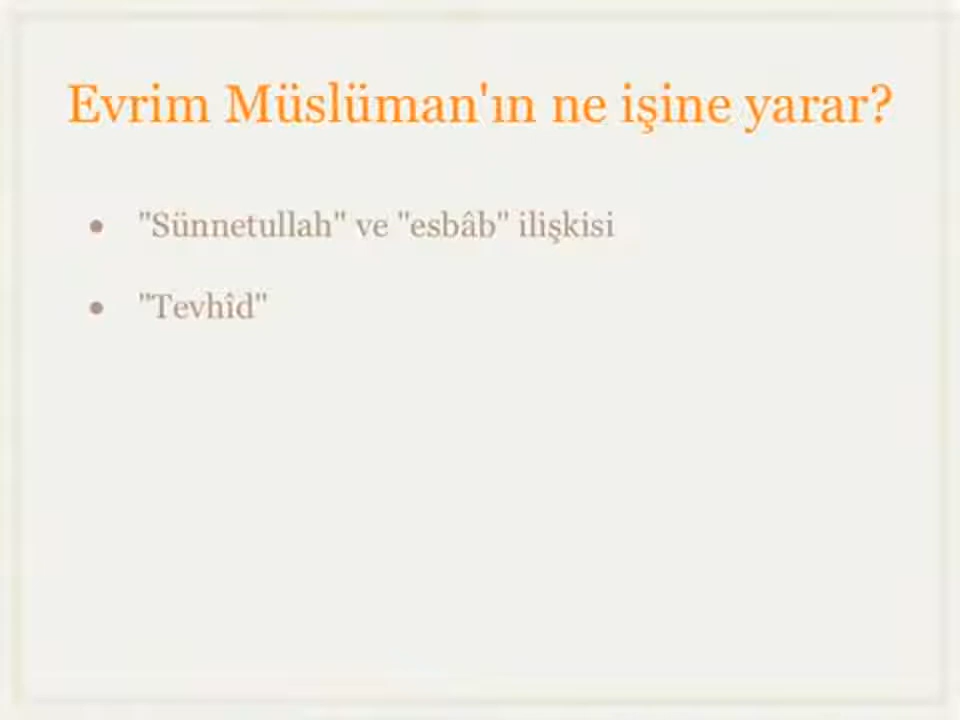 Evrim Müslüman'ın ne işine yarar?
• "Sünnetullah" ve "esbâb" ilişkisi
• "Tevhîd"